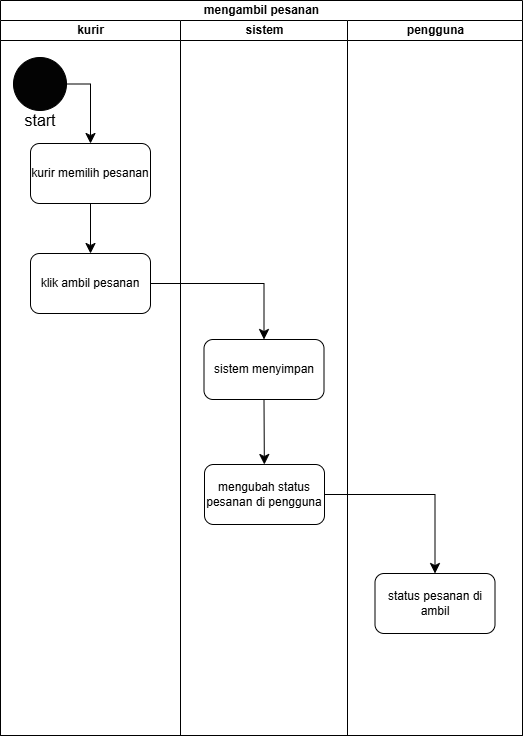 mengambil pesanan
kurir
sistem
pengguna
start
kurir memilih pesanan
klik ambil pesanan
sistem menyimpan
mengubah status
pesanan di pengguna
status pesanan di
ambil